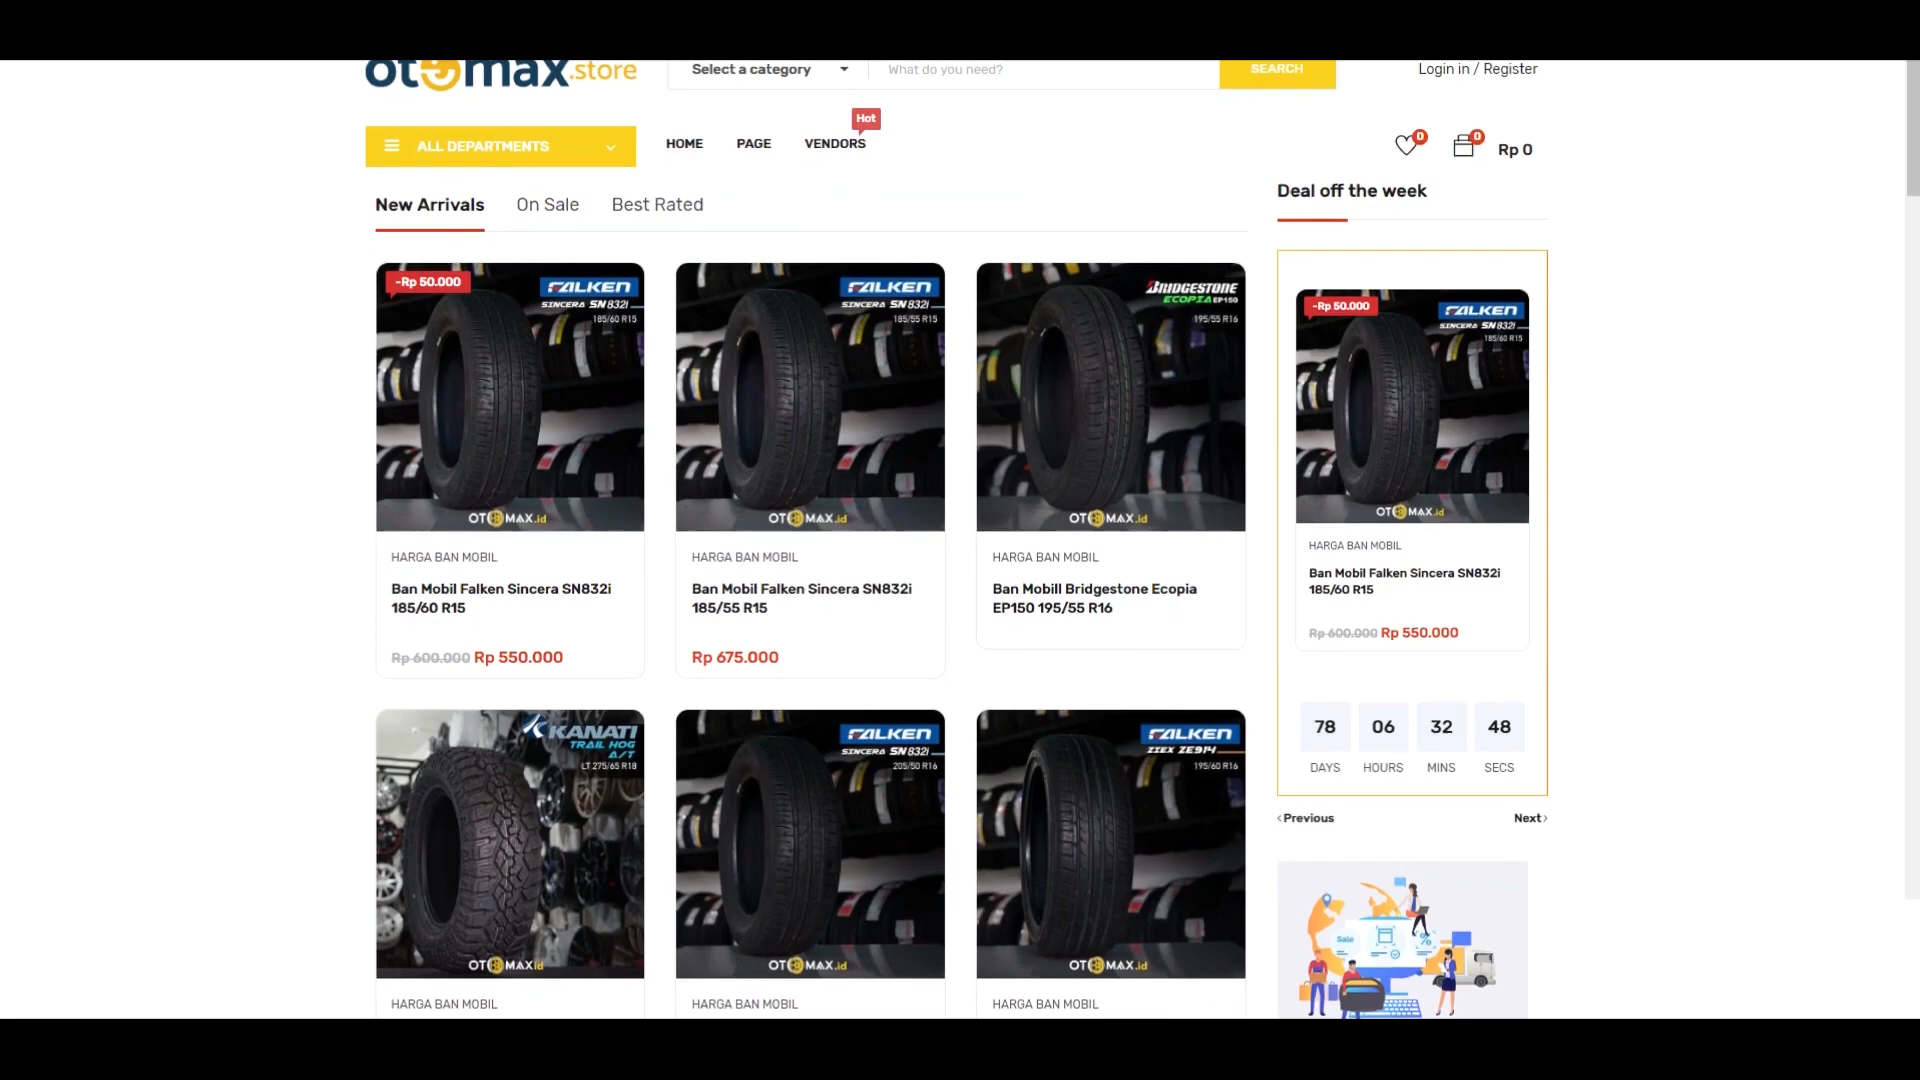 otomax.store
Select a category
What do you need?
SEARCH
Login in / Register
ALL DEPARTMENTS
HOME
PAGE
VENDORS
Hot
0
0
Rp 0
New Arrivals
On Sale
Best Rated
Deal off the week
-Rp 50.000
FALKEN
SINCERA SN832i
185/60 R15
OTOMAX.id
HARGA BAN MOBIL
Ban Mobil Falken Sincera SN832i
185/60 R15
Rp 600.000 Rp 550.000
FALKEN
SINCERA SN832i
185/55 R15
OTOMAX.id
HARGA BAN MOBIL
Ban Mobil Falken Sincera SN832i
185/55 R15
Rp 675.000
BRIDGESTONE
ECOPIA EP150
195/55 R16
OTOMAX.id
HARGA BAN MOBIL
Ban Mobill Bridgestone Ecopia
EP150 195/55 R16
-Rp 50.000
FALKEN
SINCERA SN832i
185/60 R15
OTOMAX.id
HARGA BAN MOBIL
Ban Mobil Falken Sincera SN832i
185/60 R15
Rp 600.000 Rp 550.000
78
06
32
48
DAYS
HOURS
MINS
SECS
‹Previous
Next›
KANATI
TRAIL HOG
A/T
LT 275/65 R18
OTOMAX.id
HARGA BAN MOBIL
FALKEN
SINCERA SN832i
205/50 R16
OTOMAX.id
HARGA BAN MOBIL
FALKEN
ZIEX ZE914
195/60 R16
OTOMAX.id
HARGA BAN MOBIL
Sale
%